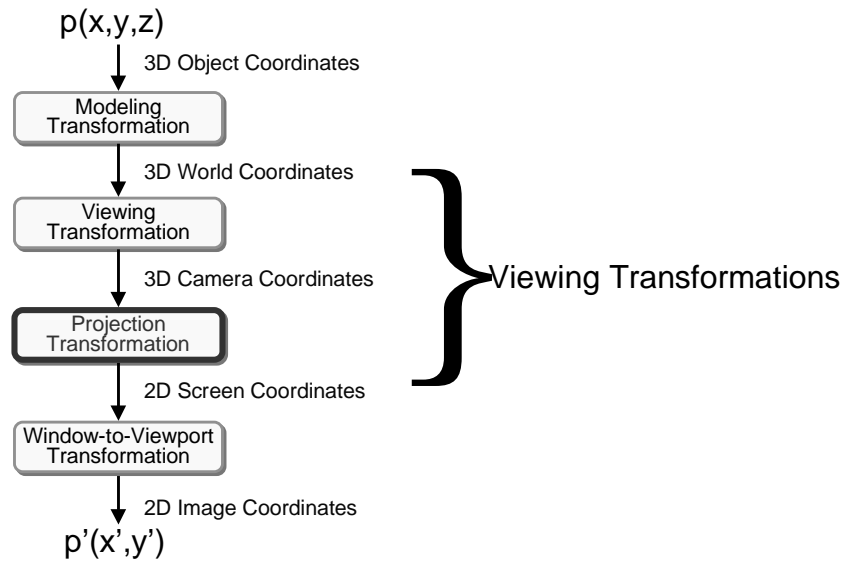 p(x,y,z)
3D Object Coordinates
Modeling
Transformation
3D World Coordinates
Viewing
Transformation
3D Camera Coordinates
Viewing Transformations
Projection
Transformation
2D Screen Coordinates
Window-to-Viewport
Transformation
2D Image Coordinates
p’(x’,y’)